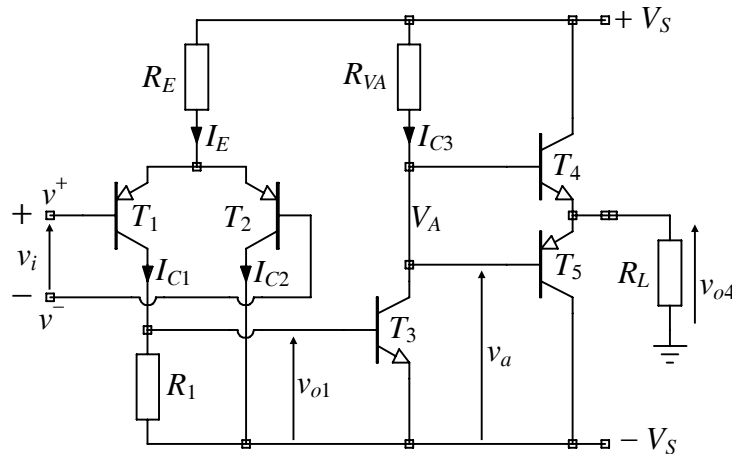 + V_S
R_E
R_VA
I_E
I_C3
T_4
v^+
+
T_1
T_2
V_A
v_i
I_C1
I_C2
T_5
R_L
v_o4
−
v^−
T_3
R_1
v_o1
v_a
− V_S